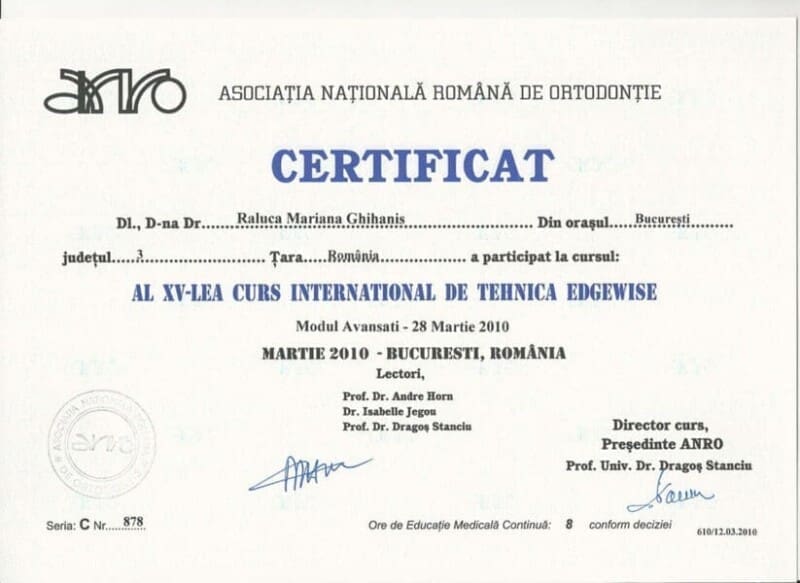 anro
ASOCIAȚIA NAȚIONALĂ ROMÂNĂ DE ORTODONȚIE
CERTIFICAT
Dl., D-na Dr....Raluca Mariana Ghihanis.... Din orașul....București....
județul....3.... Țara....România.... a participat la cursul:
AL XV-LEA CURS INTERNATIONAL DE TEHNICA EDGEWISE
Modul Avansati - 28 Martie 2010
MARTIE 2010 - BUCURESTI, ROMÂNIA
Lectori,
Prof. Dr. Andre Horn
Dr. Isabelle Jegou
Prof. Dr. Dragoș Stanciu
Director curs,
Președinte ANRO
Prof. Univ. Dr. Dragoș Stanciu
anro
Seria: C Nr....878....
Ore de Educație Medicală Continuă: 8 conform deciziei 610/12.03.2010